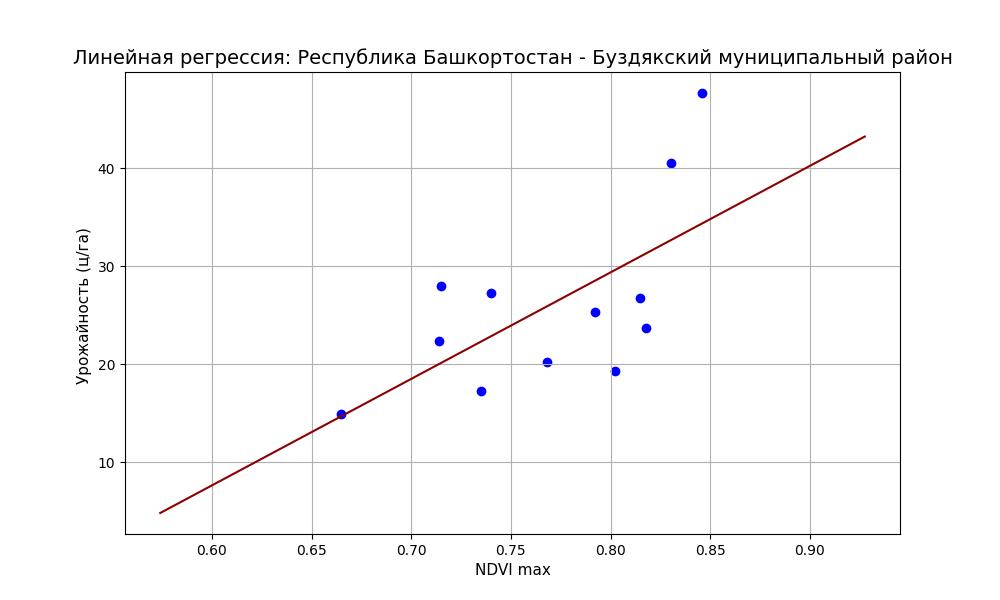 Линейная регрессия: Республика Башкортостан - Буздякский муниципальный район
Урожайность (ц/га)
40
30
20
10
0.60 0.65 0.70 0.75 0.80 0.85 0.90
NDVI max